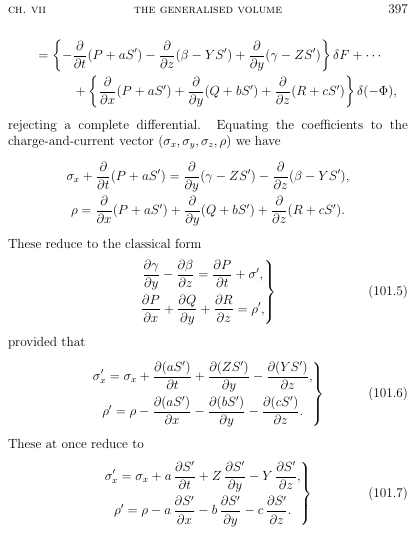 CH. VII THE GENERALISED VOLUME 397
= { −∂/∂t (P + aS′) − ∂/∂z (β − YS′) + ∂/∂y (γ − ZS′) } δF + ···
+ { ∂/∂x (P + aS′) + ∂/∂y (Q + bS′) + ∂/∂z (R + cS′) } δ(−Φ),
rejecting a complete differential. Equating the coefficients to the
charge-and-current vector (σx, σy, σz, ρ) we have
σx + ∂/∂t (P + aS′) = ∂/∂y (γ − ZS′) − ∂/∂z (β − YS′),
ρ = ∂/∂x (P + aS′) + ∂/∂y (Q + bS′) + ∂/∂z (R + cS′).
These reduce to the classical form
∂γ/∂y − ∂β/∂z = ∂P/∂t + σ′,
∂P/∂x + ∂Q/∂y + ∂R/∂z = ρ′, } (101.5)
provided that
σ′x = σx + ∂(aS′)/∂t + ∂(ZS′)/∂y − ∂(YS′)/∂z,
ρ′ = ρ − ∂(aS′)/∂x − ∂(bS′)/∂y − ∂(cS′)/∂z. } (101.6)
These at once reduce to
σ′x = σx + a ∂S′/∂t + Z ∂S′/∂y − Y ∂S′/∂z,
ρ′ = ρ − a ∂S′/∂x − b ∂S′/∂y − c ∂S′/∂z. } (101.7)